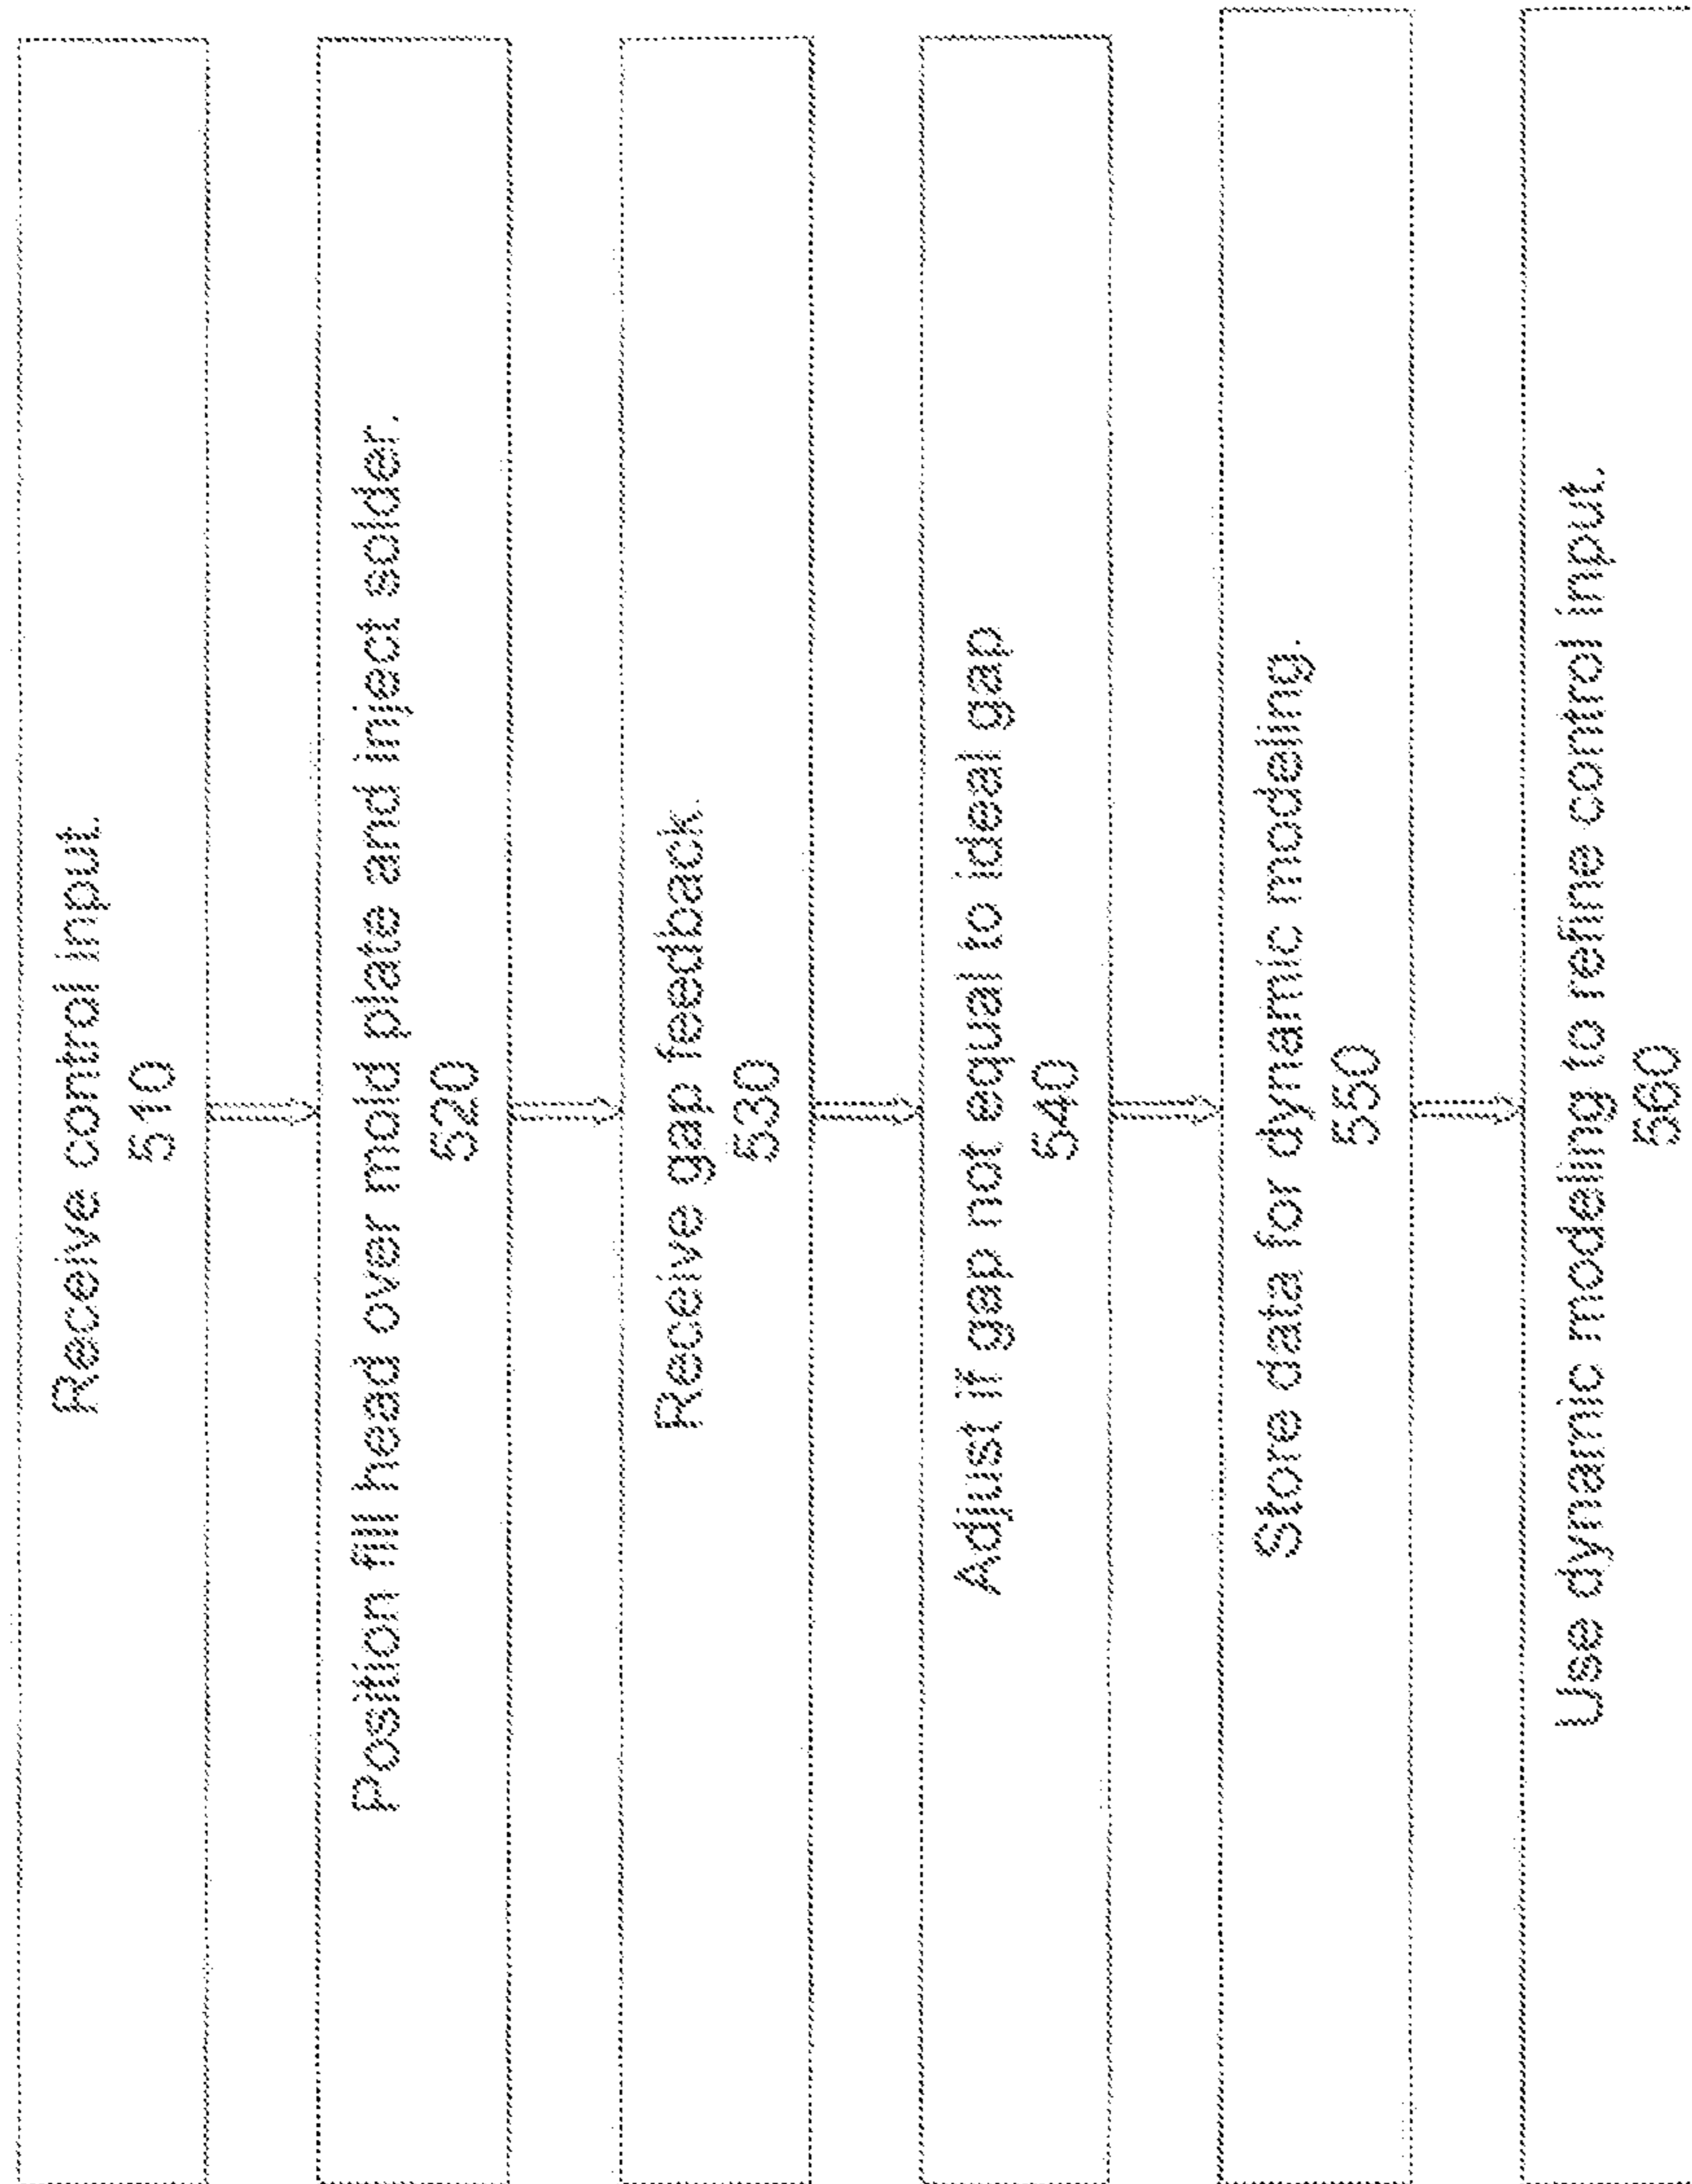 Receive control input.
510
Position fill head over mold plate and inject solder.
520
Receive gap feedback.
530
Adjust if gap not equal to ideal gap
540
Store data for dynamic modeling.
550
Use dynamic modeling to refine control input.
560